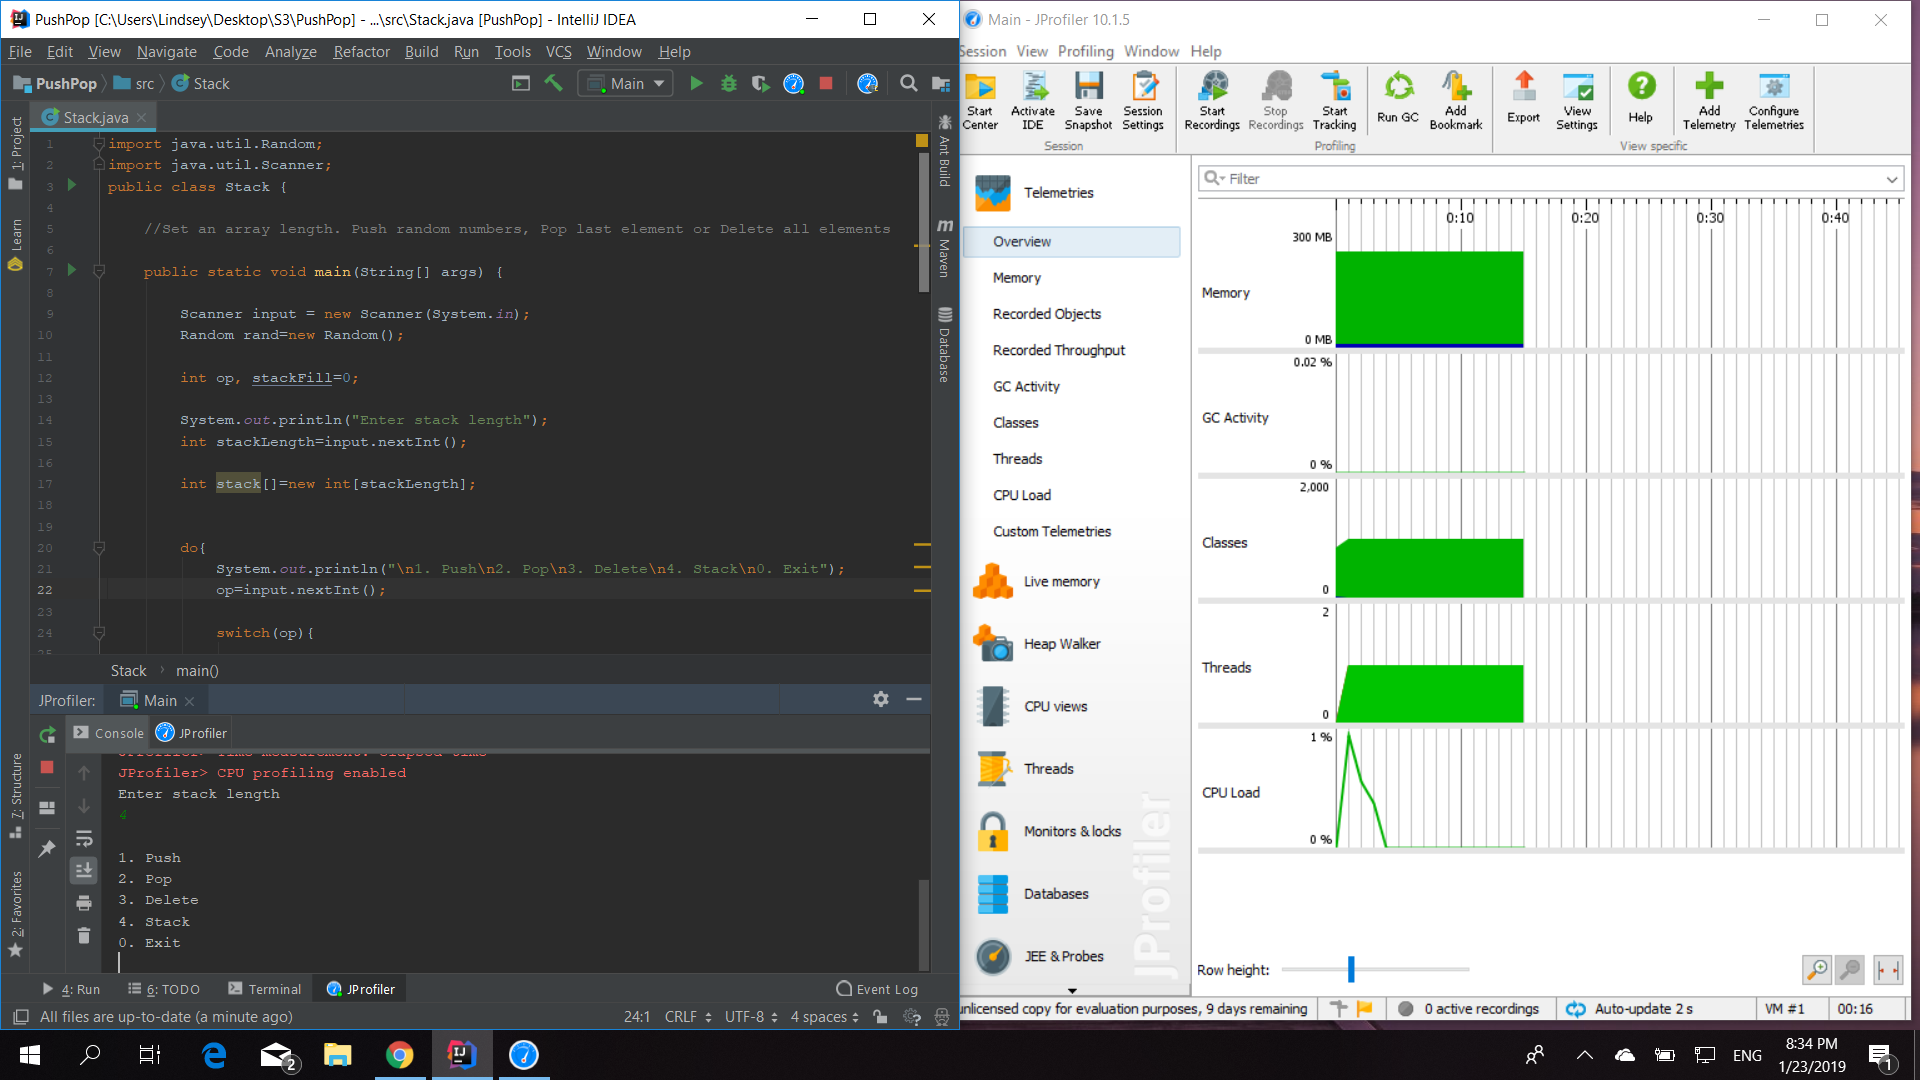 PushPop [C:\Users\Lindsey\Desktop\S3\PushPop] - ...\src\Stack.java [PushPop] - IntelliJ IDEA
File Edit View Navigate Code Analyze Refactor Build Run Tools VCS Window Help
PushPop src Stack Main
Stack.java
1: Project
Learn
7: Structure
2: Favorites
Ant Build
m Maven
Database
1 import java.util.Random;
2 import java.util.Scanner;
3 public class Stack {
4
5 //Set an array length. Push random numbers, Pop last element or Delete all elements
6
7 public static void main(String[] args) {
8
9 Scanner input = new Scanner(System.in);
10 Random rand=new Random();
11
12 int op, stackFill=0;
13
14 System.out.println("Enter stack length");
15 int stackLength=input.nextInt();
16
17 int stack[]=new int[stackLength];
18
19
20 do{
21 System.out.println("\n1. Push\n2. Pop\n3. Delete\n4. Stack\n0. Exit");
22 op=input.nextInt();
23
24 switch(op){
25
Stack main()
JProfiler: Main
Console JProfiler
JProfiler> Time measurement: elapsed time
JProfiler> CPU profiling enabled
Enter stack length
4
1. Push
2. Pop
3. Delete
4. Stack
0. Exit
4: Run 6: TODO Terminal JProfiler Event Log
All files are up-to-date (a minute ago) 24:1 CRLF UTF-8 4 spaces
Main - JProfiler 10.1.5
Session View Profiling Window Help
Start Center
Activate IDE
Save Snapshot
Session Settings
Start Recordings
Stop Recordings
Start Tracking
Run GC
Add Bookmark
Export
View Settings
Help
Add Telemetry
Configure Telemetries
Session Profiling View specific
Telemetries
Overview
Memory
Recorded Objects
Recorded Throughput
GC Activity
Classes
Threads
CPU Load
Custom Telemetries
Live memory
Heap Walker
CPU views
Threads
Monitors & locks
Databases
JEE & Probes
JProfiler
Filter
0:10 0:20 0:30 0:40
300 MB
Memory
0 MB
0.02 %
GC Activity
0 %
2,000
Classes
0
2
Threads
0
1 %
CPU Load
0 %
Row height:
unlicensed copy for evaluation purposes, 9 days remaining 0 active recordings Auto-update 2 s VM #1 00:16
2 ENG 8:34 PM
1/23/2019 1